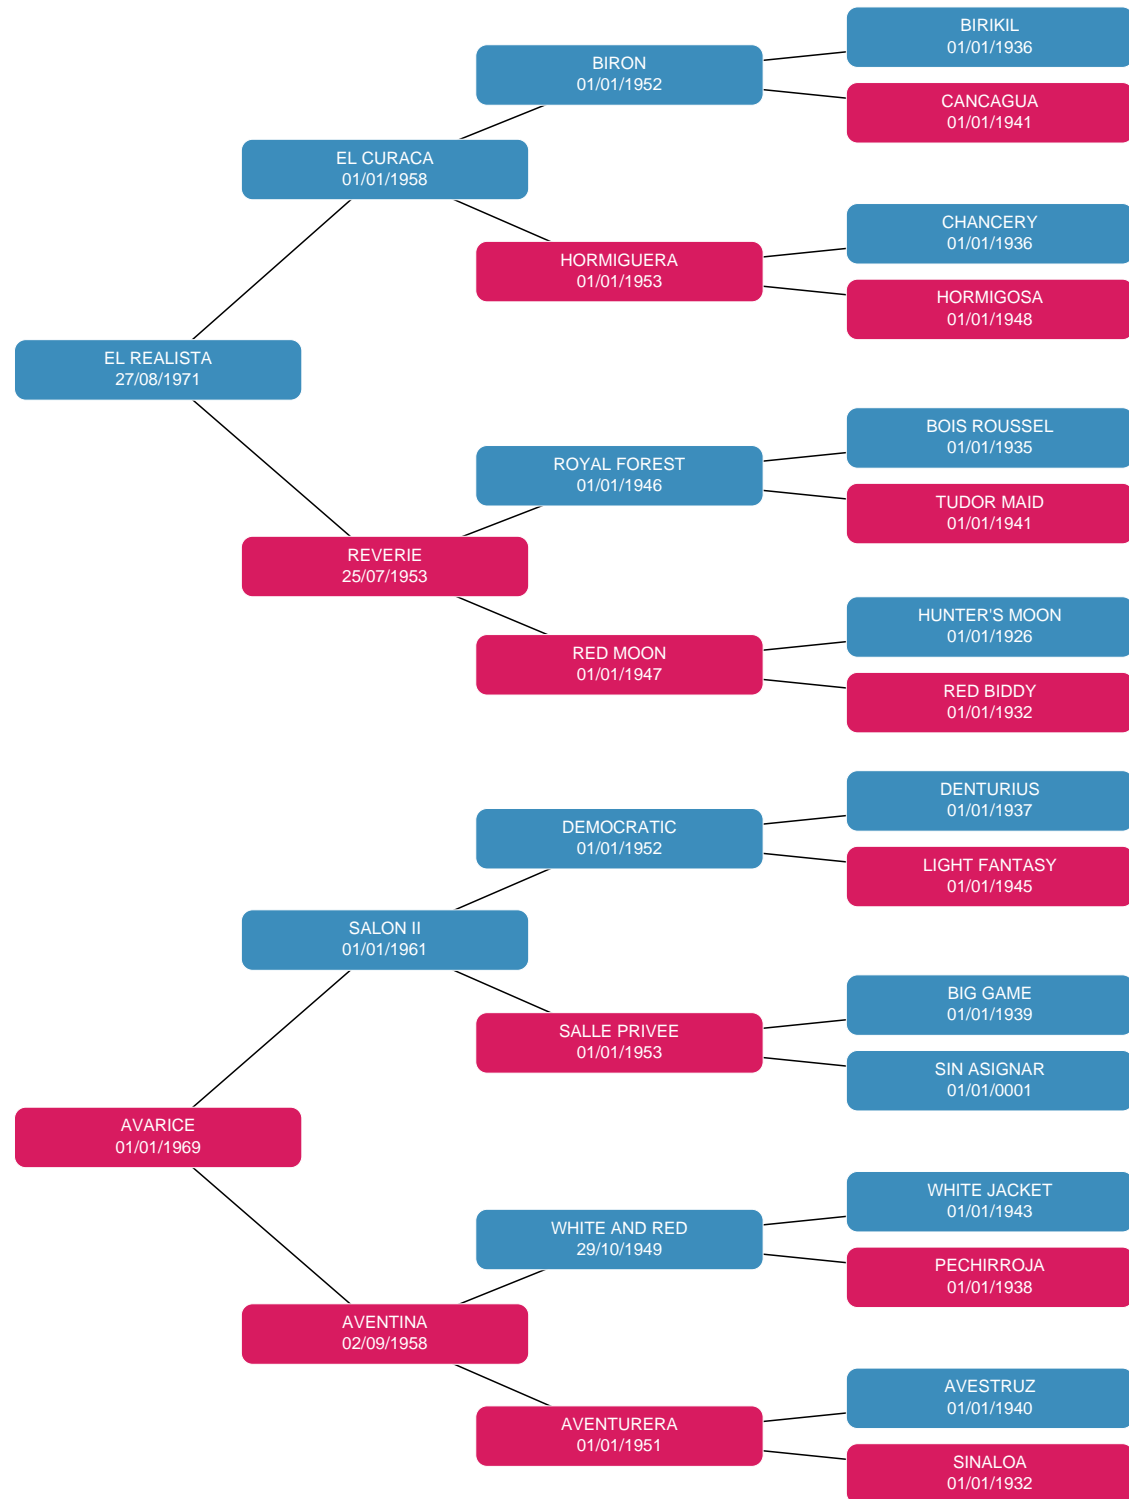 BIRIKIL
01/01/1936
BIRON
01/01/1952
CANCAGUA
01/01/1941
EL CURACA
01/01/1958
CHANCERY
01/01/1936
HORMIGUERA
01/01/1953
HORMIGOSA
01/01/1948
EL REALISTA
27/08/1971
BOIS ROUSSEL
01/01/1935
ROYAL FOREST
01/01/1946
TUDOR MAID
01/01/1941
REVERIE
25/07/1953
HUNTER'S MOON
01/01/1926
RED MOON
01/01/1947
RED BIDDY
01/01/1932
DENTURIUS
01/01/1937
DEMOCRATIC
01/01/1952
LIGHT FANTASY
01/01/1945
SALON II
01/01/1961
BIG GAME
01/01/1939
SALLE PRIVEE
01/01/1953
SIN ASIGNAR
01/01/0001
AVARICE
01/01/1969
WHITE JACKET
01/01/1943
WHITE AND RED
29/10/1949
PECHIRROJA
01/01/1938
AVENTINA
02/09/1958
AVESTRUZ
01/01/1940
AVENTURERA
01/01/1951
SINALOA
01/01/1932